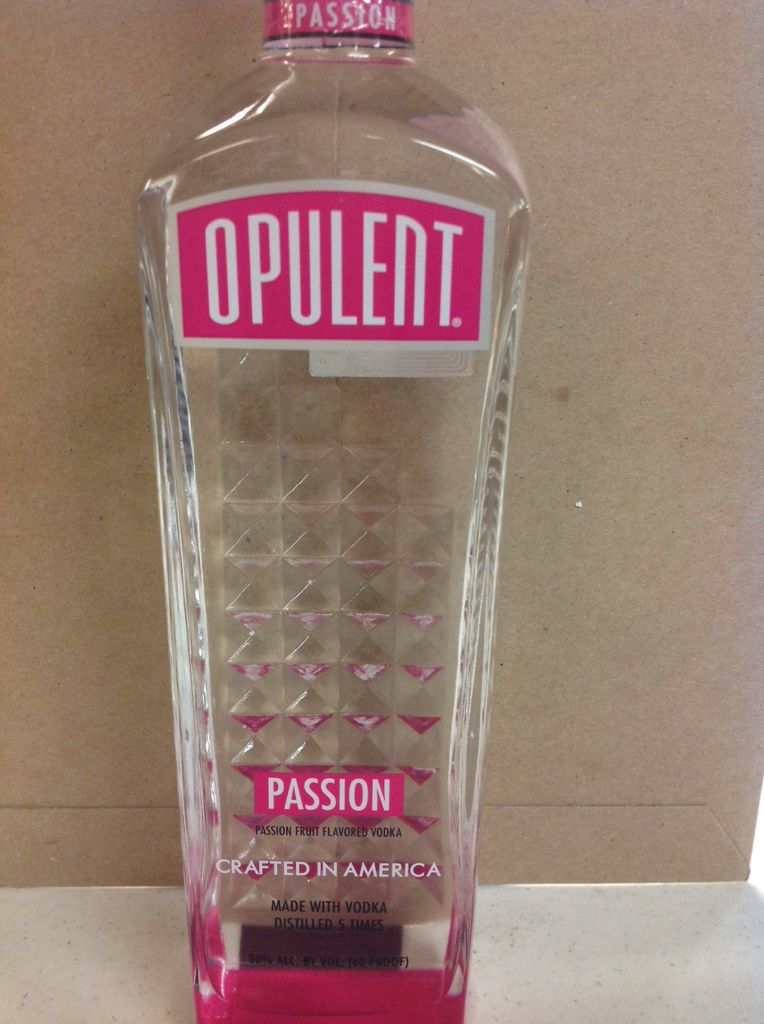 PASSION
OPULENT®
PASSION
PASSION FRUIT FLAVORED VODKA
CRAFTED IN AMERICA
MADE WITH VODKA
DISTILLED 5 TIMES
30% ALC. BY VOL. (60 PROOF)